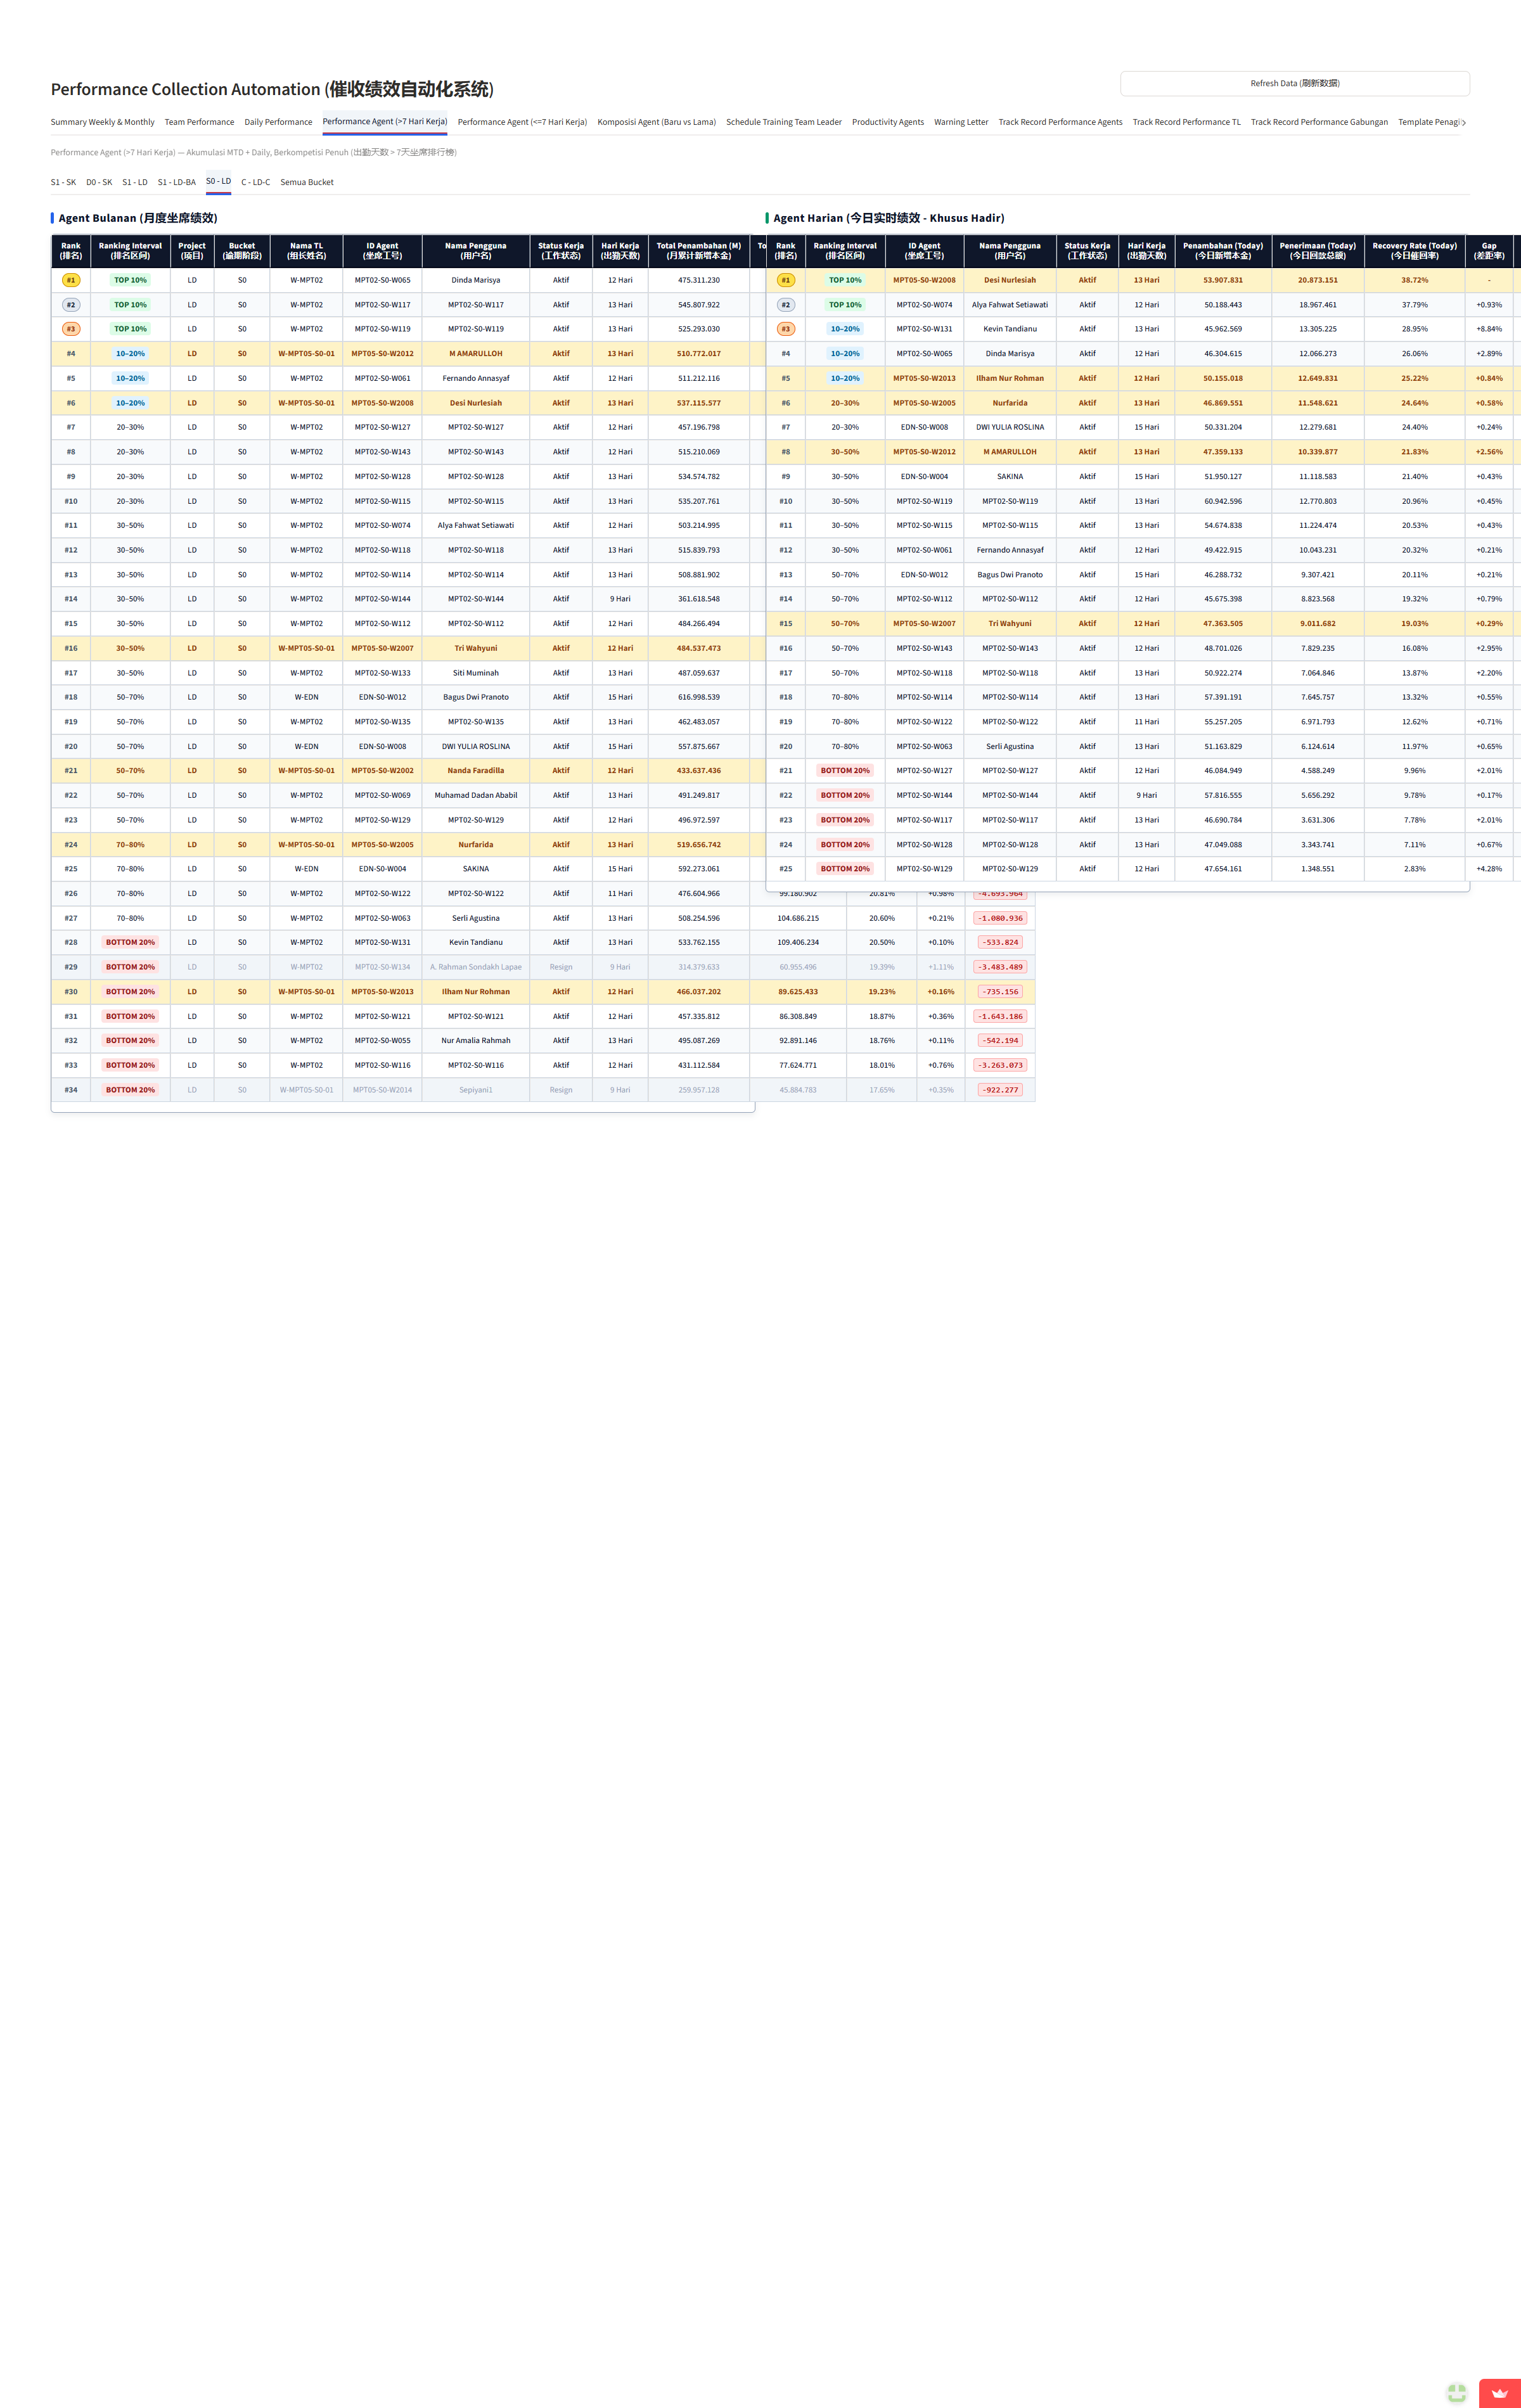 Performance Collection Automation (催收绩效自动化系统)
Refresh Data (刷新数据)
Summary Weekly & Monthly Team Performance Daily Performance Performance Agent (>7 Hari Kerja) Performance Agent (<=7 Hari Kerja) Komposisi Agent (Baru vs Lama) Schedule Training Team Leader Productivity Agents Warning Letter Track Record Performance Agents Track Record Performance TL Track Record Performance Gabungan Template Penagi
Performance Agent (>7 Hari Kerja) — Akumulasi MTD + Daily, Berkompetisi Penuh (出勤天数 > 7天坐席排行榜)
S1 - SK D0 - SK S1 - LD S1 - LD-BA S0 - LD C - LD-C Semua Bucket
Agent Bulanan (月度坐席绩效)
Rank Ranking Interval Project Bucket Nama TL ID Agent Nama Pengguna Status Kerja Hari Kerja Total Penambahan (M) To
(排名) (排名区间) (项目) (逾期阶段) (组长姓名) (坐席工号) (用户名) (工作状态) (出勤天数) (月累计新增本金)
#1 TOP 10% LD S0 W-MPT02 MPT02-S0-W065 Dinda Marisya Aktif 12 Hari 475.311.230
#2 TOP 10% LD S0 W-MPT02 MPT02-S0-W117 MPT02-S0-W117 Aktif 13 Hari 545.807.922
#3 TOP 10% LD S0 W-MPT02 MPT02-S0-W119 MPT02-S0-W119 Aktif 13 Hari 525.293.030
#4 10–20% LD S0 W-MPT05-S0-01 MPT05-S0-W2012 M AMARULLOH Aktif 13 Hari 510.772.017
#5 10–20% LD S0 W-MPT02 MPT02-S0-W061 Fernando Annasyaf Aktif 12 Hari 511.212.116
#6 10–20% LD S0 W-MPT05-S0-01 MPT05-S0-W2008 Desi Nurlesiah Aktif 13 Hari 537.115.577
#7 20–30% LD S0 W-MPT02 MPT02-S0-W127 MPT02-S0-W127 Aktif 12 Hari 457.196.798
#8 20–30% LD S0 W-MPT02 MPT02-S0-W143 MPT02-S0-W143 Aktif 12 Hari 515.210.069
#9 20–30% LD S0 W-MPT02 MPT02-S0-W128 MPT02-S0-W128 Aktif 13 Hari 534.574.782
#10 20–30% LD S0 W-MPT02 MPT02-S0-W115 MPT02-S0-W115 Aktif 13 Hari 535.207.761
#11 30–50% LD S0 W-MPT02 MPT02-S0-W074 Alya Fahwat Setiawati Aktif 12 Hari 503.214.995
#12 30–50% LD S0 W-MPT02 MPT02-S0-W118 MPT02-S0-W118 Aktif 13 Hari 515.839.793
#13 30–50% LD S0 W-MPT02 MPT02-S0-W114 MPT02-S0-W114 Aktif 13 Hari 508.881.902
#14 30–50% LD S0 W-MPT02 MPT02-S0-W144 MPT02-S0-W144 Aktif 9 Hari 361.618.548
#15 30–50% LD S0 W-MPT02 MPT02-S0-W112 MPT02-S0-W112 Aktif 12 Hari 484.266.494
#16 30–50% LD S0 W-MPT05-S0-01 MPT05-S0-W2007 Tri Wahyuni Aktif 12 Hari 484.537.473
#17 30–50% LD S0 W-MPT02 MPT02-S0-W133 Siti Muminah Aktif 13 Hari 487.059.637
#18 50–70% LD S0 W-EDN EDN-S0-W012 Bagus Dwi Pranoto Aktif 15 Hari 616.998.539
#19 50–70% LD S0 W-MPT02 MPT02-S0-W135 MPT02-S0-W135 Aktif 12 Hari 462.483.057
#20 50–70% LD S0 W-EDN EDN-S0-W008 DWI YULIA ROSLINA Aktif 15 Hari 557.875.667
#21 50–70% LD S0 W-MPT05-S0-01 MPT05-S0-W2002 Nanda Faradilla Aktif 12 Hari 433.637.436
#22 50–70% LD S0 W-MPT02 MPT02-S0-W069 Muhamad Dadan Ababil Aktif 13 Hari 491.249.817
#23 50–70% LD S0 W-MPT02 MPT02-S0-W129 MPT02-S0-W129 Aktif 12 Hari 496.972.597
#24 70–80% LD S0 W-MPT05-S0-01 MPT05-S0-W2005 Nurfarida Aktif 13 Hari 519.656.742
#25 70–80% LD S0 W-EDN EDN-S0-W004 SAKINA Aktif 15 Hari 592.273.061
#26 70–80% LD S0 W-MPT02 MPT02-S0-W122 MPT02-S0-W122 Aktif 11 Hari 476.604.966 99.180.902 20.81% +0.98% -4.693.964
#27 70–80% LD S0 W-MPT02 MPT02-S0-W063 Serli Agustina Aktif 13 Hari 508.254.596 104.686.215 20.60% +0.21% -1.080.936
#28 BOTTOM 20% LD S0 W-MPT02 MPT02-S0-W131 Kevin Tandianu Aktif 13 Hari 533.762.155 109.406.234 20.50% +0.10% -533.824
#29 BOTTOM 20% LD S0 W-MPT02 MPT02-S0-W134 A. Rahman Sondakh Lapae Resign 9 Hari 314.379.633 60.955.496 19.39% +1.11% -3.483.489
#30 BOTTOM 20% LD S0 W-MPT05-S0-01 MPT05-S0-W2013 Ilham Nur Rohman Aktif 12 Hari 466.037.202 89.625.433 19.23% +0.16% -735.156
#31 BOTTOM 20% LD S0 W-MPT02 MPT02-S0-W121 MPT02-S0-W121 Aktif 12 Hari 457.335.812 86.308.849 18.87% +0.36% -1.643.186
#32 BOTTOM 20% LD S0 W-MPT02 MPT02-S0-W055 Nur Amalia Rahmah Aktif 13 Hari 495.087.269 92.891.146 18.76% +0.11% -542.194
#33 BOTTOM 20% LD S0 W-MPT02 MPT02-S0-W116 MPT02-S0-W116 Aktif 12 Hari 431.112.584 77.624.771 18.01% +0.76% -3.263.073
#34 BOTTOM 20% LD S0 W-MPT05-S0-01 MPT05-S0-W2014 Sepiyani1 Resign 9 Hari 259.957.128 45.884.783 17.65% +0.35% -922.277
Agent Harian (今日实时绩效 - Khusus Hadir)
Rank Ranking Interval ID Agent Nama Pengguna Status Kerja Hari Kerja Penambahan (Today) Penerimaan (Today) Recovery Rate (Today) Gap
(排名) (排名区间) (坐席工号) (用户名) (工作状态) (出勤天数) (今日新增本金) (今日回款总额) (今日催回率) (差距率)
#1 TOP 10% MPT05-S0-W2008 Desi Nurlesiah Aktif 13 Hari 53.907.831 20.873.151 38.72% -
#2 TOP 10% MPT02-S0-W074 Alya Fahwat Setiawati Aktif 12 Hari 50.188.443 18.967.461 37.79% +0.93%
#3 10–20% MPT02-S0-W131 Kevin Tandianu Aktif 13 Hari 45.962.569 13.305.225 28.95% +8.84%
#4 10–20% MPT02-S0-W065 Dinda Marisya Aktif 12 Hari 46.304.615 12.066.273 26.06% +2.89%
#5 10–20% MPT05-S0-W2013 Ilham Nur Rohman Aktif 12 Hari 50.155.018 12.649.831 25.22% +0.84%
#6 20–30% MPT05-S0-W2005 Nurfarida Aktif 13 Hari 46.869.551 11.548.621 24.64% +0.58%
#7 20–30% EDN-S0-W008 DWI YULIA ROSLINA Aktif 15 Hari 50.331.204 12.279.681 24.40% +0.24%
#8 30–50% MPT05-S0-W2012 M AMARULLOH Aktif 13 Hari 47.359.133 10.339.877 21.83% +2.56%
#9 30–50% EDN-S0-W004 SAKINA Aktif 15 Hari 51.950.127 11.118.583 21.40% +0.43%
#10 30–50% MPT02-S0-W119 MPT02-S0-W119 Aktif 13 Hari 60.942.596 12.770.803 20.96% +0.45%
#11 30–50% MPT02-S0-W115 MPT02-S0-W115 Aktif 13 Hari 54.674.838 11.224.474 20.53% +0.43%
#12 30–50% MPT02-S0-W061 Fernando Annasyaf Aktif 12 Hari 49.422.915 10.043.231 20.32% +0.21%
#13 50–70% EDN-S0-W012 Bagus Dwi Pranoto Aktif 15 Hari 46.288.732 9.307.421 20.11% +0.21%
#14 50–70% MPT02-S0-W112 MPT02-S0-W112 Aktif 12 Hari 45.675.398 8.823.568 19.32% +0.79%
#15 50–70% MPT05-S0-W2007 Tri Wahyuni Aktif 12 Hari 47.363.505 9.011.682 19.03% +0.29%
#16 50–70% MPT02-S0-W143 MPT02-S0-W143 Aktif 12 Hari 48.701.026 7.829.235 16.08% +2.95%
#17 50–70% MPT02-S0-W118 MPT02-S0-W118 Aktif 13 Hari 50.922.274 7.064.846 13.87% +2.20%
#18 70–80% MPT02-S0-W114 MPT02-S0-W114 Aktif 13 Hari 57.391.191 7.645.757 13.32% +0.55%
#19 70–80% MPT02-S0-W122 MPT02-S0-W122 Aktif 11 Hari 55.257.205 6.971.793 12.62% +0.71%
#20 70–80% MPT02-S0-W063 Serli Agustina Aktif 13 Hari 51.163.829 6.124.614 11.97% +0.65%
#21 BOTTOM 20% MPT02-S0-W127 MPT02-S0-W127 Aktif 12 Hari 46.084.949 4.588.249 9.96% +2.01%
#22 BOTTOM 20% MPT02-S0-W144 MPT02-S0-W144 Aktif 9 Hari 57.816.555 5.656.292 9.78% +0.17%
#23 BOTTOM 20% MPT02-S0-W117 MPT02-S0-W117 Aktif 13 Hari 46.690.784 3.631.306 7.78% +2.01%
#24 BOTTOM 20% MPT02-S0-W128 MPT02-S0-W128 Aktif 13 Hari 47.049.088 3.343.741 7.11% +0.67%
#25 BOTTOM 20% MPT02-S0-W129 MPT02-S0-W129 Aktif 12 Hari 47.654.161 1.348.551 2.83% +4.28%